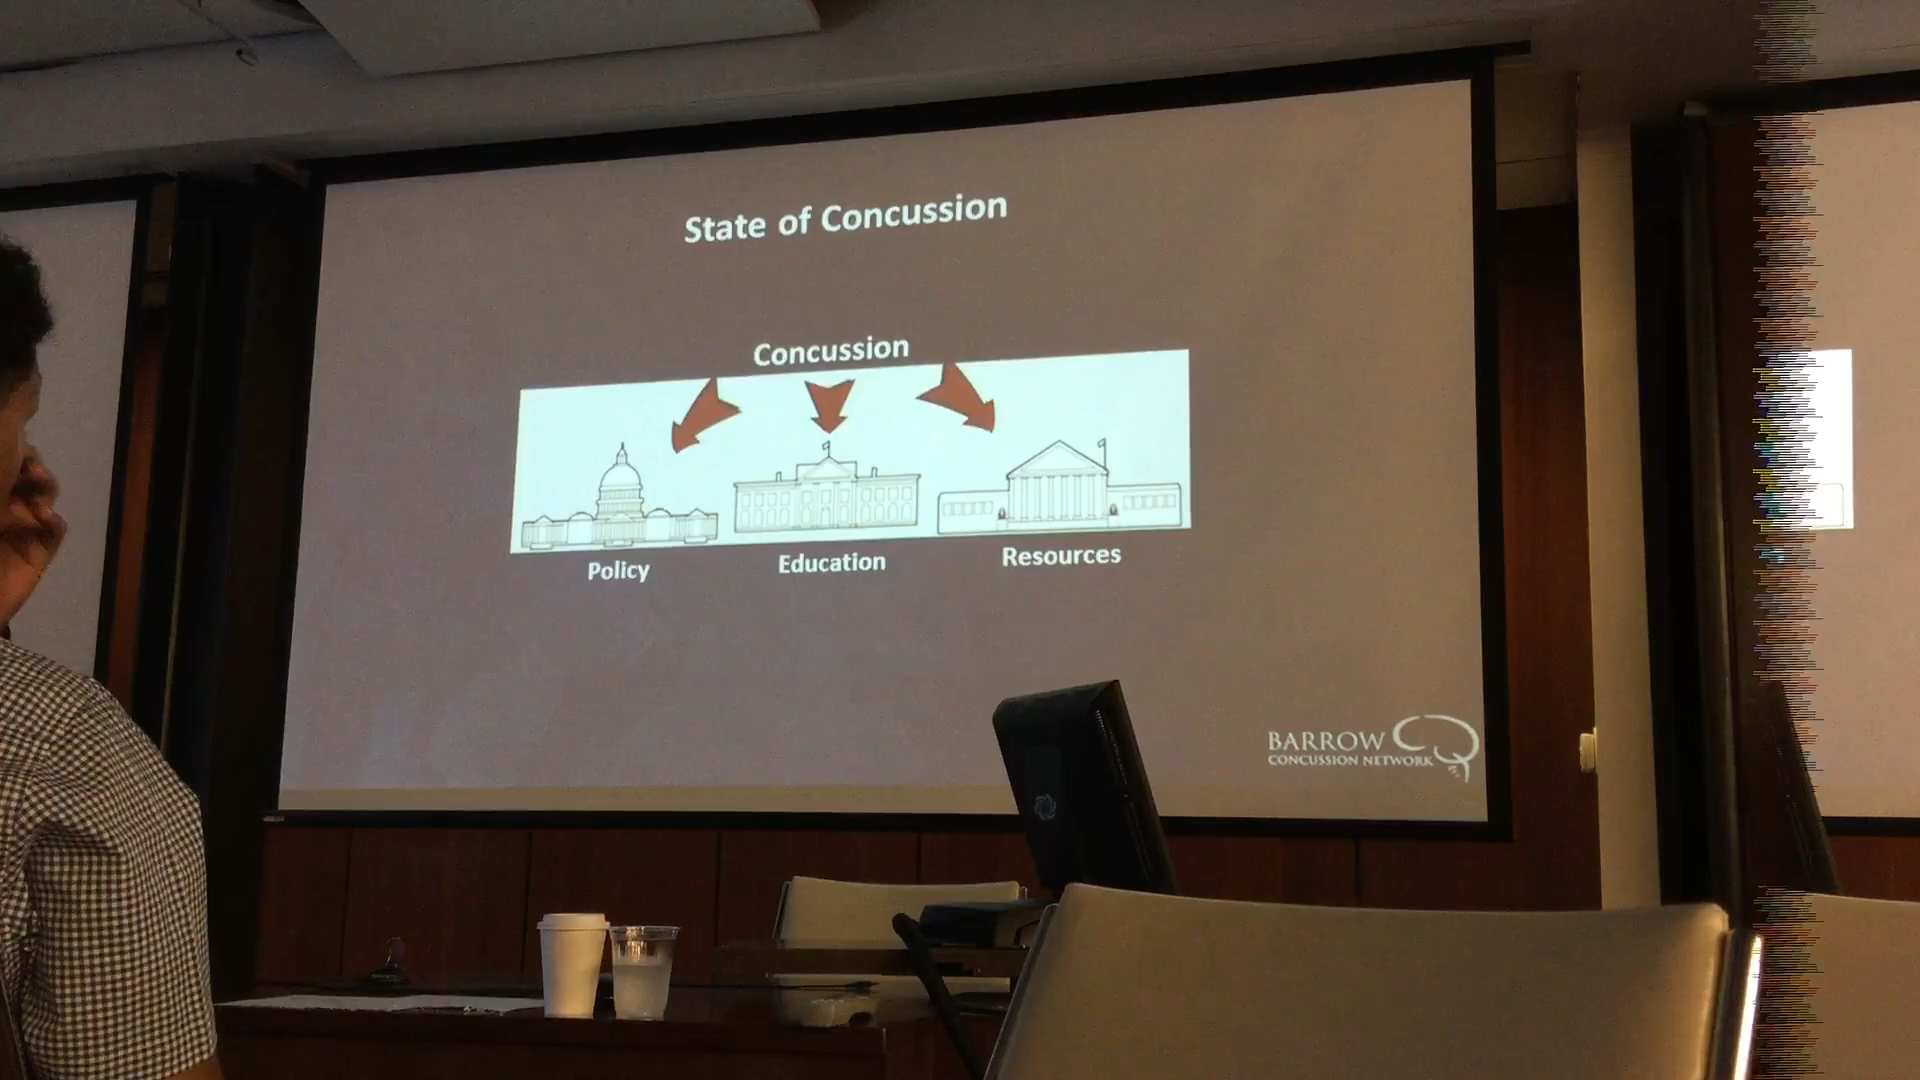 State of Concussion
Concussion
Policy
Education
Resources
BARROW
CONCUSSION NETWORK